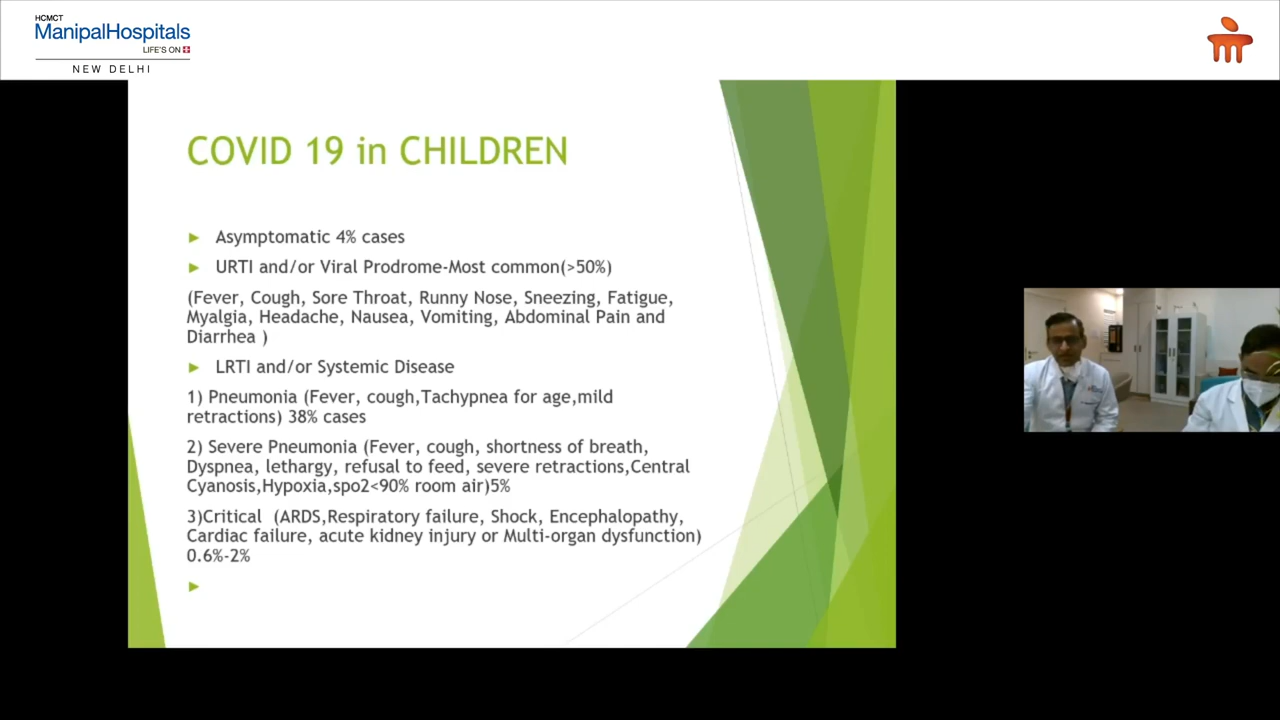 HCMCT
ManipalHospitals
LIFE'S ON
NEW DELHI
COVID 19 in CHILDREN
Asymptomatic 4% cases
URTI and/or Viral Prodrome-Most common(>50%)
(Fever, Cough, Sore Throat, Runny Nose, Sneezing, Fatigue,
Myalgia, Headache, Nausea, Vomiting, Abdominal Pain and
Diarrhea )
LRTI and/or Systemic Disease
1) Pneumonia (Fever, cough,Tachypnea for age,mild
retractions) 38% cases
2) Severe Pneumonia (Fever, cough, shortness of breath,
Dyspnea, lethargy, refusal to feed, severe retractions,Central
Cyanosis,Hypoxia,spo2<90% room air)5%
3)Critical  (ARDS,Respiratory failure, Shock, Encephalopathy,
Cardiac failure, acute kidney injury or Multi-organ dysfunction)
0.6%-2%